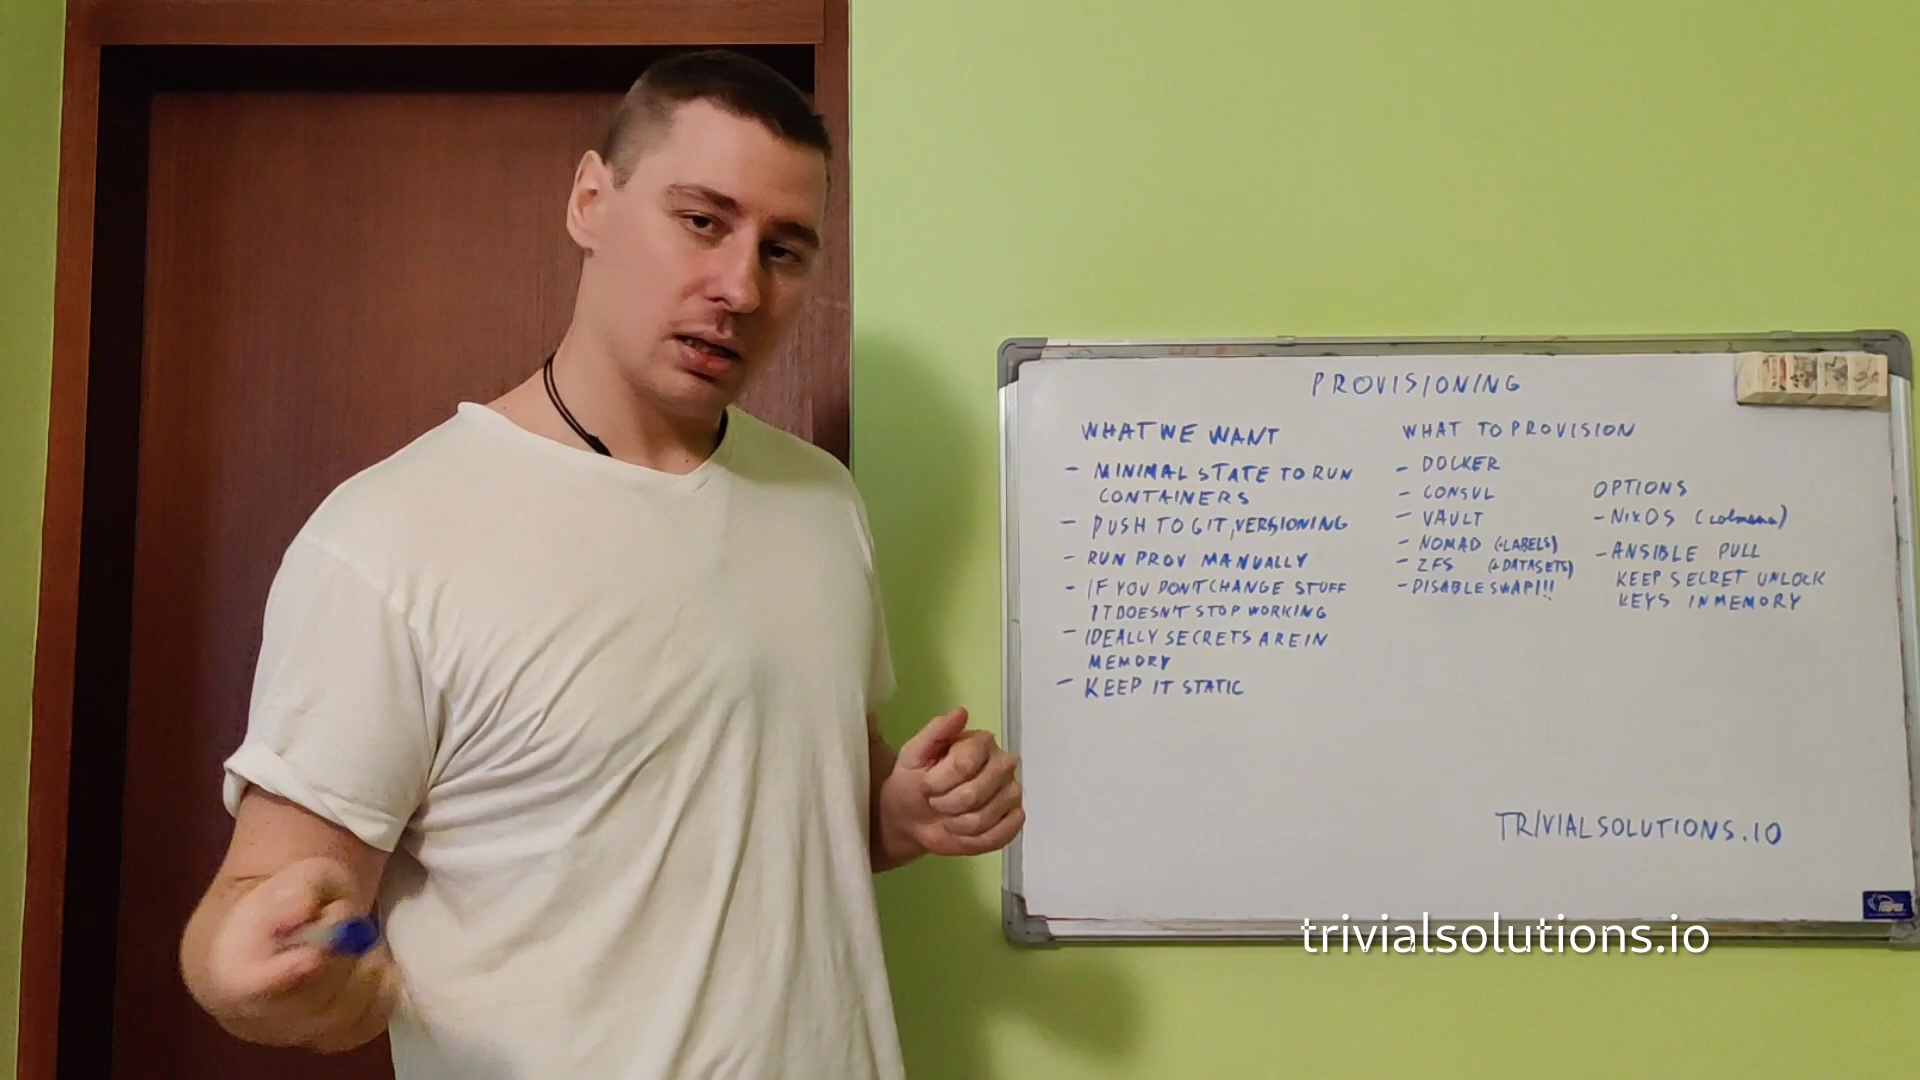 PROVISIONING
WHAT WE WANT
- MINIMAL STATE TO RUN
CONTAINERS
- PUSH TO GIT, VERSIONING
- RUN PROV MANUALLY
- IF YOU DON'T CHANGE STUFF
IT DOESN'T STOP WORKING
- IDEALLY SECRETS ARE IN
MEMORY
- KEEP IT STATIC
WHAT TO PROVISION
- DOCKER
- CONSUL
- VAULT
- NOMAD (+LABELS)
- ZFS (+DATASETS)
- DISABLE SWAP!!!
OPTIONS
- NixOS (colmena)
- ANSIBLE PULL
KEEP SECRET UNLOCK
KEYS IN MEMORY
TRIVIALSOLUTIONS.IO
trivialsolutions.io